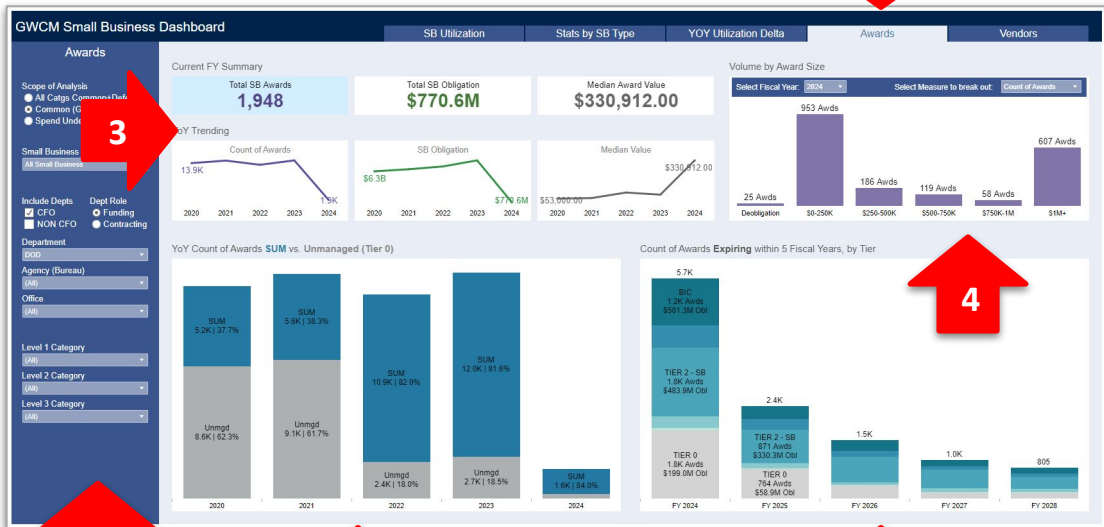 GWCM Small Business Dashboard
SB Utilization
Stats by SB Type
YOY Utilization Delta
Awards
Vendors
Awards
Scope of Analysis
All Catgs Common+Def
Common (G
Spend Unde
3
Small Business
All Small Business
Include Depts
Dept Role
CFO
Funding
NON CFO
Contracting
Department
DOD
Agency (Bureau)
(All)
Office
(All)
Level 1 Category
(All)
Level 2 Category
(All)
Level 3 Category
(All)
Current FY Summary
Total SB Awards
1,948
Total SB Obligation
$770.6M
Median Award Value
$330,912.00
YoY Trending
Count of Awards
13.9K
1.9K
2020 2021 2022 2023 2024
SB Obligation
$6.3B
$770.6M
2020 2021 2022 2023 2024
Median Value
$330,912.00
$53,000.00
2020 2021 2022 2023 2024
Volume by Award Size
Select Fiscal Year: 2024
Select Measure to break out: Count of Awards
25 Awds
953 Awds
186 Awds
119 Awds
58 Awds
607 Awds
Deobligation $0-250K $250-500K $500-750K $750K-1M $1M+
4
YoY Count of Awards SUM vs. Unmanaged (Tier 0)
SUM
5.2K | 37.7%
Unmgd
8.6K | 62.3%
SUM
5.6K | 38.3%
Unmgd
9.1K | 61.7%
SUM
10.9K | 82.0%
Unmgd
2.4K | 18.0%
SUM
12.0K | 81.6%
Unmgd
2.7K | 18.5%
SUM
1.6K | 84.0%
2020 2021 2022 2023 2024
Count of Awards Expiring within 5 Fiscal Years, by Tier
5.7K
BIC
1.2K Awds
$501.3M Obl
TIER 2 - SB
1.8K Awds
$483.9M Obl
TIER 0
1.8K Awds
$199.0M Obl
2.4K
TIER 2 - SB
871 Awds
$330.3M Obl
TIER 0
764 Awds
$58.9M Obl
1.5K
1.0K
805
FY 2024 FY 2025 FY 2026 FY 2027 FY 2028